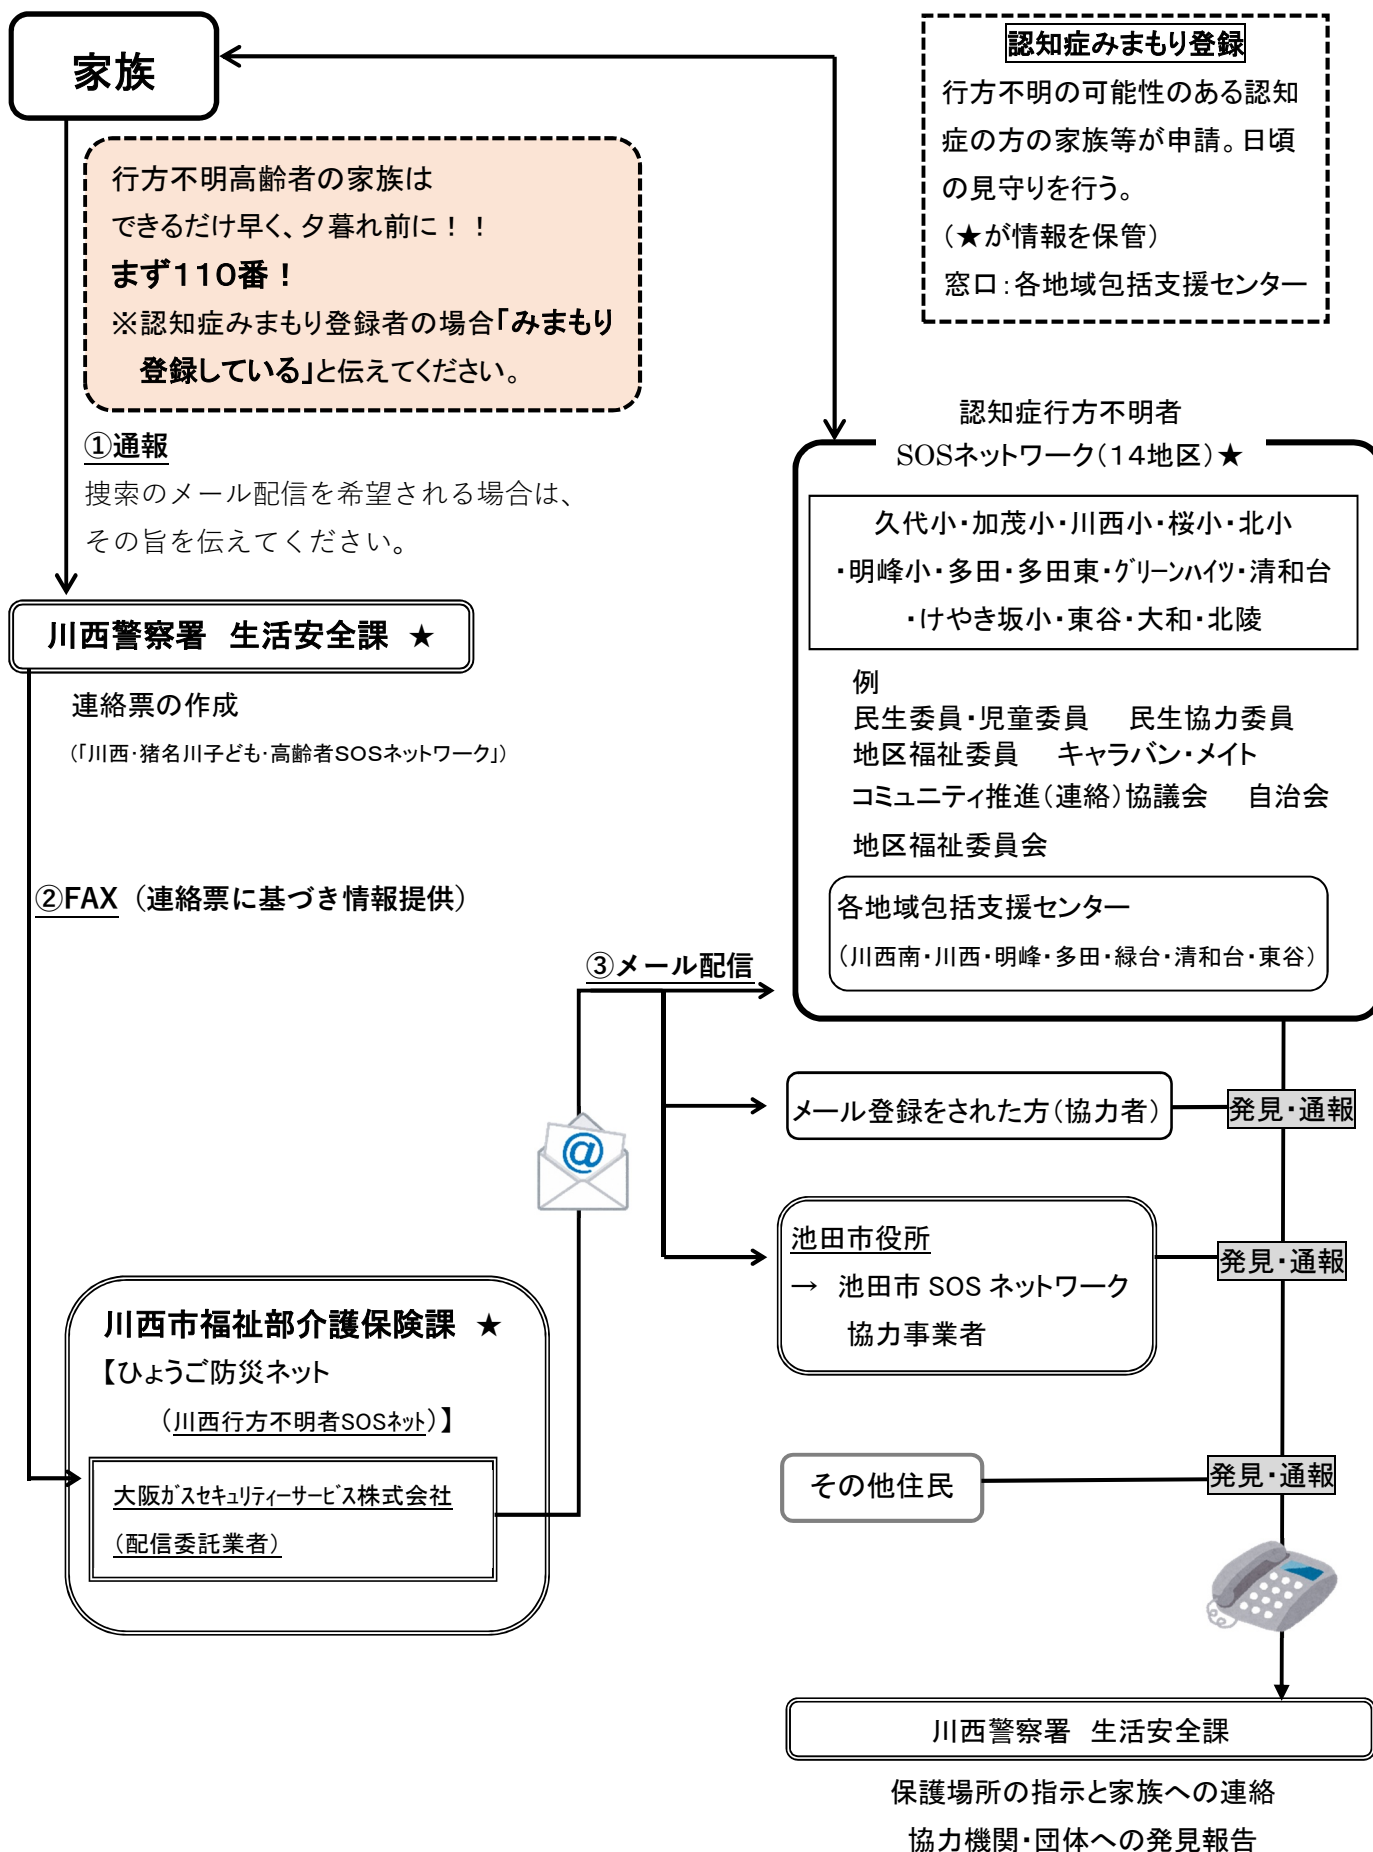 家族
認知症みまもり登録
行方不明の可能性のある認知
症の方の家族等が申請。日頃
の見守りを行う。
（★が情報を保管）
窓口：各地域包括支援センター
行方不明高齢者の家族は
できるだけ早く、夕暮れ前に！！
まず１１０番！
※認知症みまもり登録者の場合「みまもり
登録している」と伝えてください。
①通報
捜索のメール配信を希望される場合は、
その旨を伝えてください。
川西警察署　生活安全課　★
連絡票の作成
（「川西・猪名川子ども・高齢者SOSネットワーク」）
②FAX（連絡票に基づき情報提供）
認知症行方不明者
SOSネットワーク（１４地区）★
久代小・加茂小・川西小・桜小・北小
・明峰小・多田・多田東・ｸﾞﾘｰﾝﾊｲﾂ・清和台
・けやき坂小・東谷・大和・北陵
例
民生委員・児童委員　民生協力委員
地区福祉委員　キャラバン・メイト
コミュニティ推進（連絡）協議会　自治会
地区福祉委員会
各地域包括支援センター
（川西南・川西・明峰・多田・緑台・清和台・東谷）
③メール配信
メール登録をされた方（協力者）
発見・通報
@
池田市役所
→　池田市 SOS ネットワーク
協力事業者
発見・通報
川西市福祉部介護保険課　★
【ひょうご防災ネット
（川西行方不明者SOSﾈｯﾄ）】
大阪ｶﾞｽｾｷｭﾘﾃｨｰｻｰﾋﾞｽ株式会社
（配信委託業者）
その他住民
発見・通報
川西警察署　生活安全課
保護場所の指示と家族への連絡
協力機関・団体への発見報告